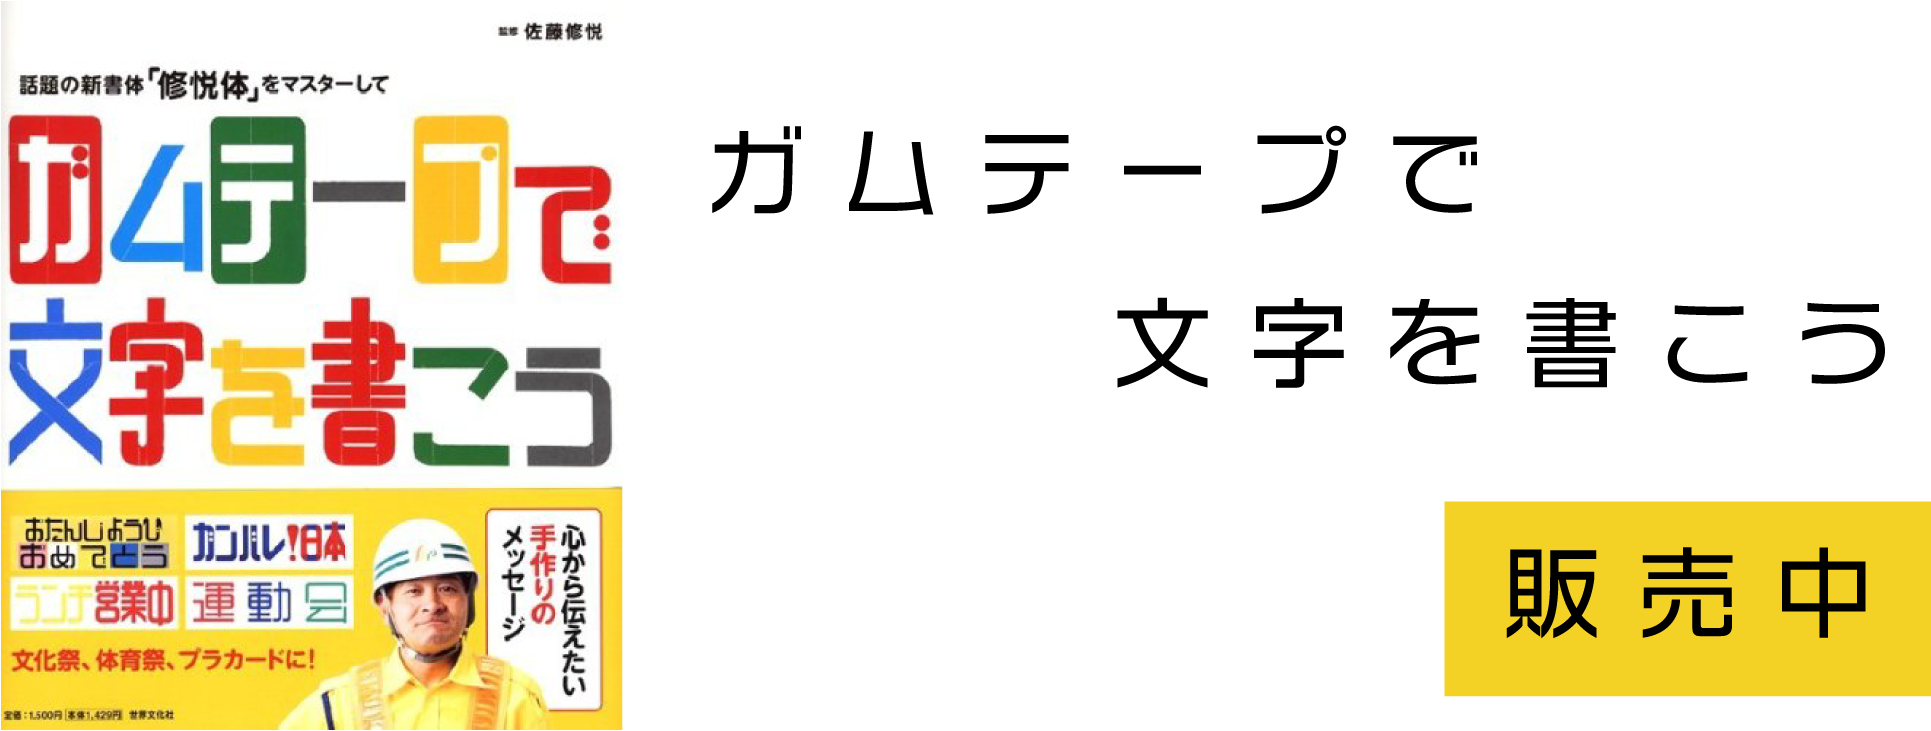 監修 佐藤修悦
話題の新書体「修悦体」をマスターして
ガムテープで
文字を書こう
おたんじょうび
おめでとう
ガンバレ!日本
ランチ営業中
運動会
心から伝えたい
手作りの
メッセージ
文化祭、体育祭、プラカードに!
定価:1,500円 本体1,429円 世界文化社
ガムテープで
文字を書こう
販売中